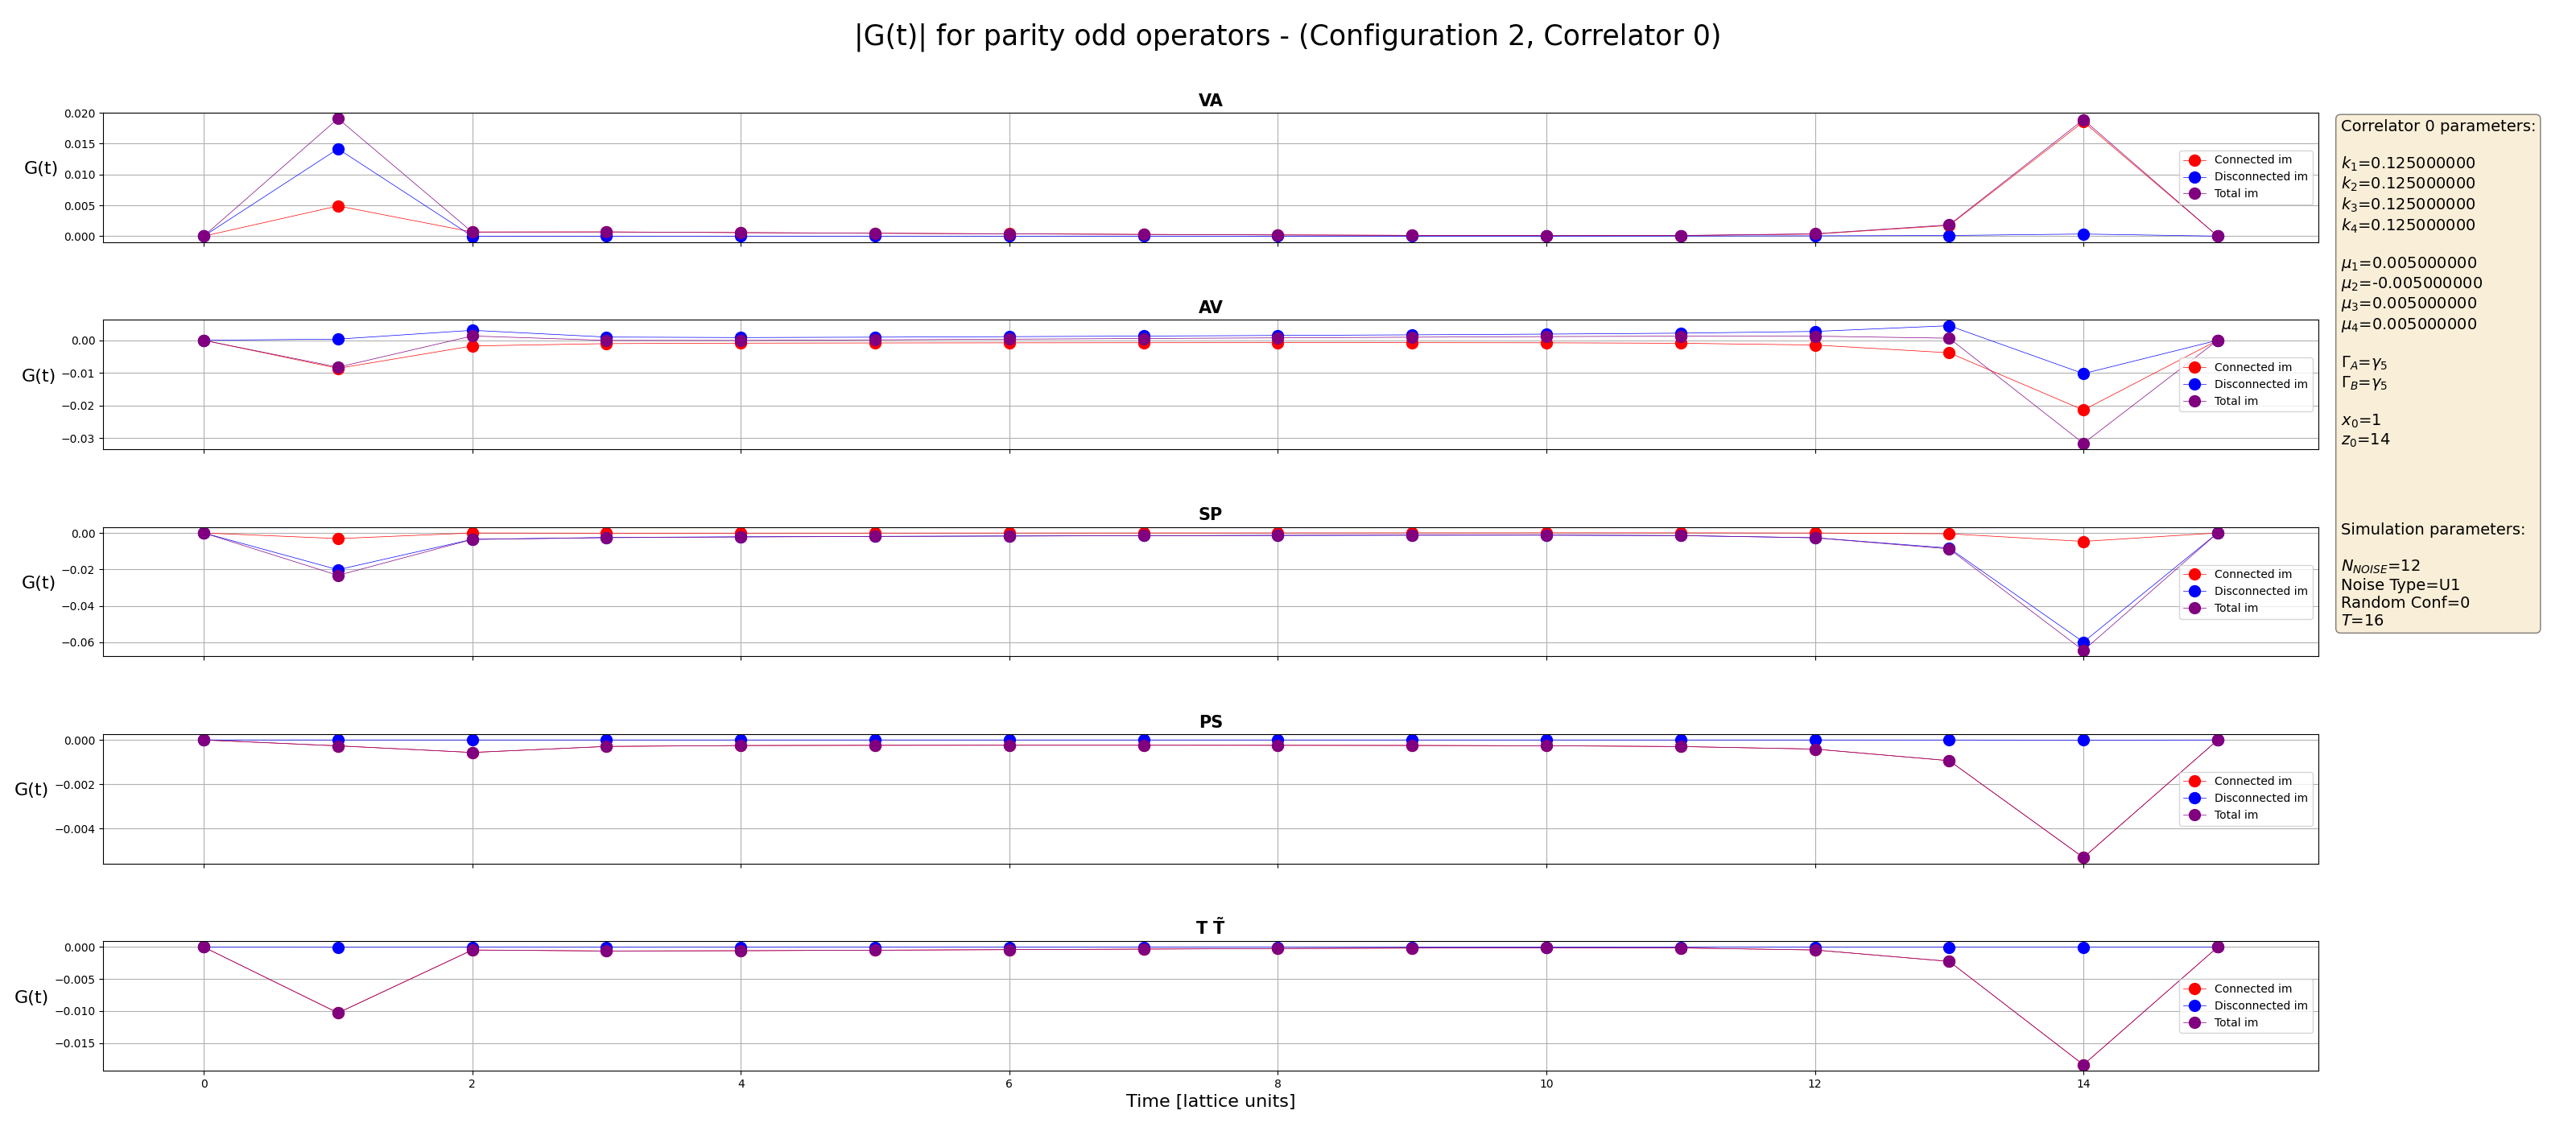 |G(t)| for parity odd operators - (Configuration 2, Correlator 0)
VA
G(t)
0.020
0.015
0.010
0.005
0.000
Connected im
Disconnected im
Total im
AV
G(t)
0.00
−0.01
−0.02
−0.03
Connected im
Disconnected im
Total im
SP
G(t)
0.00
−0.02
−0.04
−0.06
Connected im
Disconnected im
Total im
PS
G(t)
0.000
−0.002
−0.004
Connected im
Disconnected im
Total im
T T̃
G(t)
0.000
−0.005
−0.010
−0.015
Connected im
Disconnected im
Total im
0 2 4 6 8 10 12 14
Time [lattice units]
Correlator 0 parameters:
k₁=0.125000000
k₂=0.125000000
k₃=0.125000000
k₄=0.125000000
μ₁=0.005000000
μ₂=-0.005000000
μ₃=0.005000000
μ₄=0.005000000
Γ_A=γ₅
Γ_B=γ₅
x₀=1
z₀=14
Simulation parameters:
N_NOISE=12
Noise Type=U1
Random Conf=0
T=16